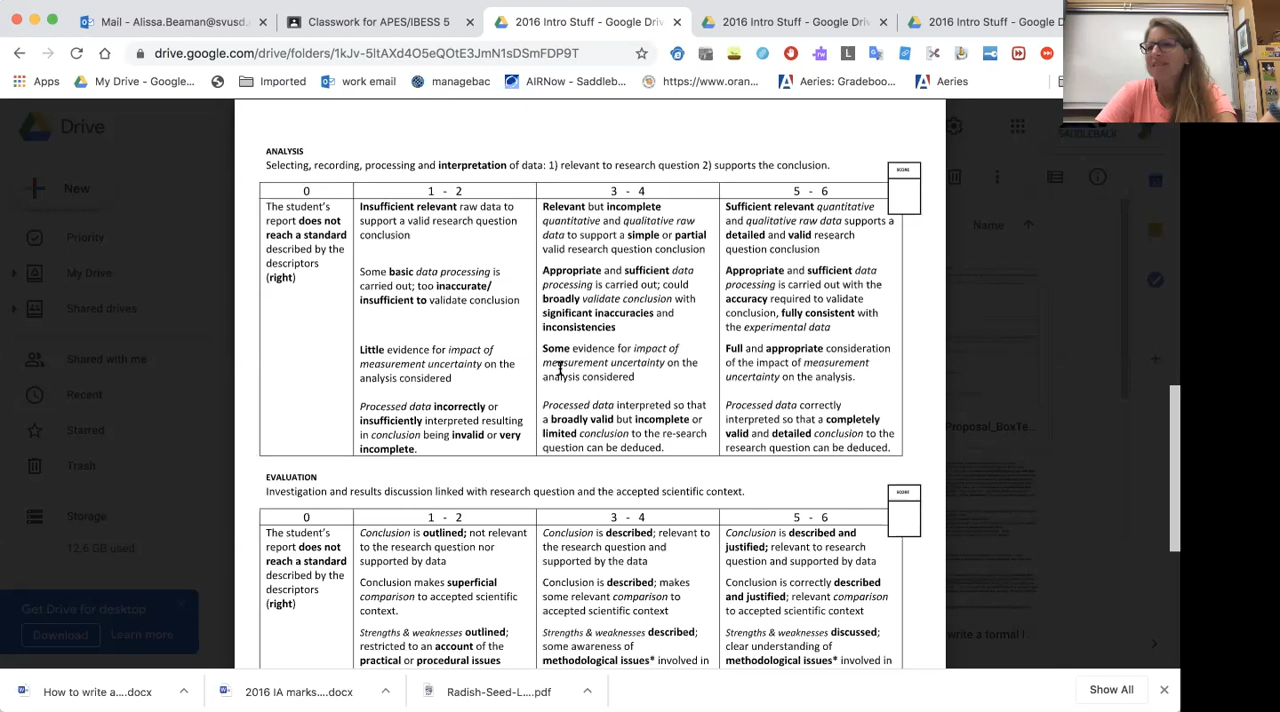 Mail - Alissa.Beaman@svusd.
Classwork for APES/IBESS 5
2016 Intro Stuff - Google Driv
2016 Intro Stuff - Google Driv
2016 Intro Stuff - Google D
drive.google.com/drive/folders/1kJv-5ltAXd4O5eQ0CE3JmN1sDSmFDP9T
Apps
My Drive - Google...
Imported
work email
managebac
AIRNow - Saddleb...
https://www.oran...
Aeries: Gradeboo...
Aeries
Drive
New
Priority
My Drive
Shared drives
Shared with me
Recent
Starred
Trash
Storage
12.6 GB used
Get Drive for desktop
Download
Learn more
ANALYSIS
Selecting, recording, processing and interpretation of data: 1) relevant to research question 2) supports the conclusion.
SCORE
0
1 - 2
3 - 4
5 - 6
The student's
report does not
reach a standard
described by the
descriptors
(right)
Insufficient relevant raw data to
support a valid research question
conclusion
Some basic data processing is
carried out; too inaccurate/
insufficient to validate conclusion
Little evidence for impact of
measurement uncertainty on the
analysis considered
Processed data incorrectly or
insufficiently interpreted resulting
in conclusion being invalid or very
incomplete.
Relevant but incomplete
quantitative and qualitative raw
data to support a simple or partial
valid research question conclusion
Appropriate and sufficient data
processing is carried out; could
broadly validate conclusion with
significant inaccuracies and
inconsistencies
Some evidence for impact of
measurement uncertainty on the
analysis considered
Processed data interpreted so that
a broadly valid but incomplete or
limited conclusion to the re-search
question can be deduced.
Sufficient relevant quantitative
and qualitative raw data supports a
detailed and valid research
question conclusion
Appropriate and sufficient data
processing is carried out with the
accuracy required to validate
conclusion, fully consistent with
the experimental data
Full and appropriate consideration
of the impact of measurement
uncertainty on the analysis.
Processed data correctly
interpreted so that a completely
valid and detailed conclusion to the
research question can be deduced.
EVALUATION
Investigation and results discussion linked with research question and the accepted scientific context.
SCORE
0
1 - 2
3 - 4
5 - 6
The student's
report does not
reach a standard
described by the
descriptors
(right)
Conclusion is outlined; not relevant
to the research question nor
supported by data
Conclusion makes superficial
comparison to accepted scientific
context.
Strengths & weaknesses outlined;
restricted to an account of the
practical or procedural issues
Conclusion is described; relevant to
the research question and
supported by the data
Conclusion is described; makes
some relevant comparison to
accepted scientific context
Strengths & weaknesses described;
some awareness of
methodological issues* involved in
Conclusion is described and
justified; relevant to research
question and supported by data
Conclusion is correctly described
and justified; relevant comparison
to accepted scientific context
Strengths & weaknesses discussed;
clear understanding of
methodological issues* involved in
SADDLEBACK
Name
Proposal_BoxTe...
write a formal l...
How to write a....docx
2016 IA marks....docx
Radish-Seed-L....pdf
Show All